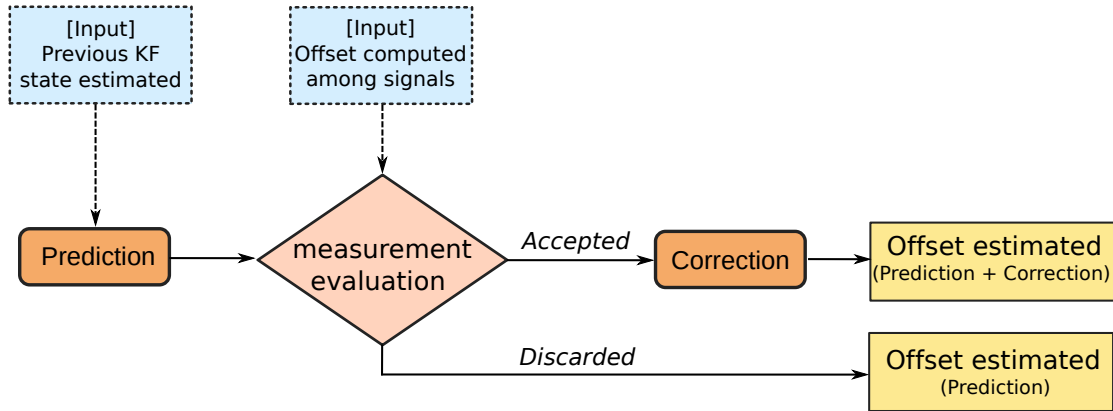 [Input]
Previous KF
state estimated
[Input]
Offset computed
among signals
Prediction
measurement
evaluation
Accepted
Correction
Offset estimated
(Prediction + Correction)
Discarded
Offset estimated
(Prediction)